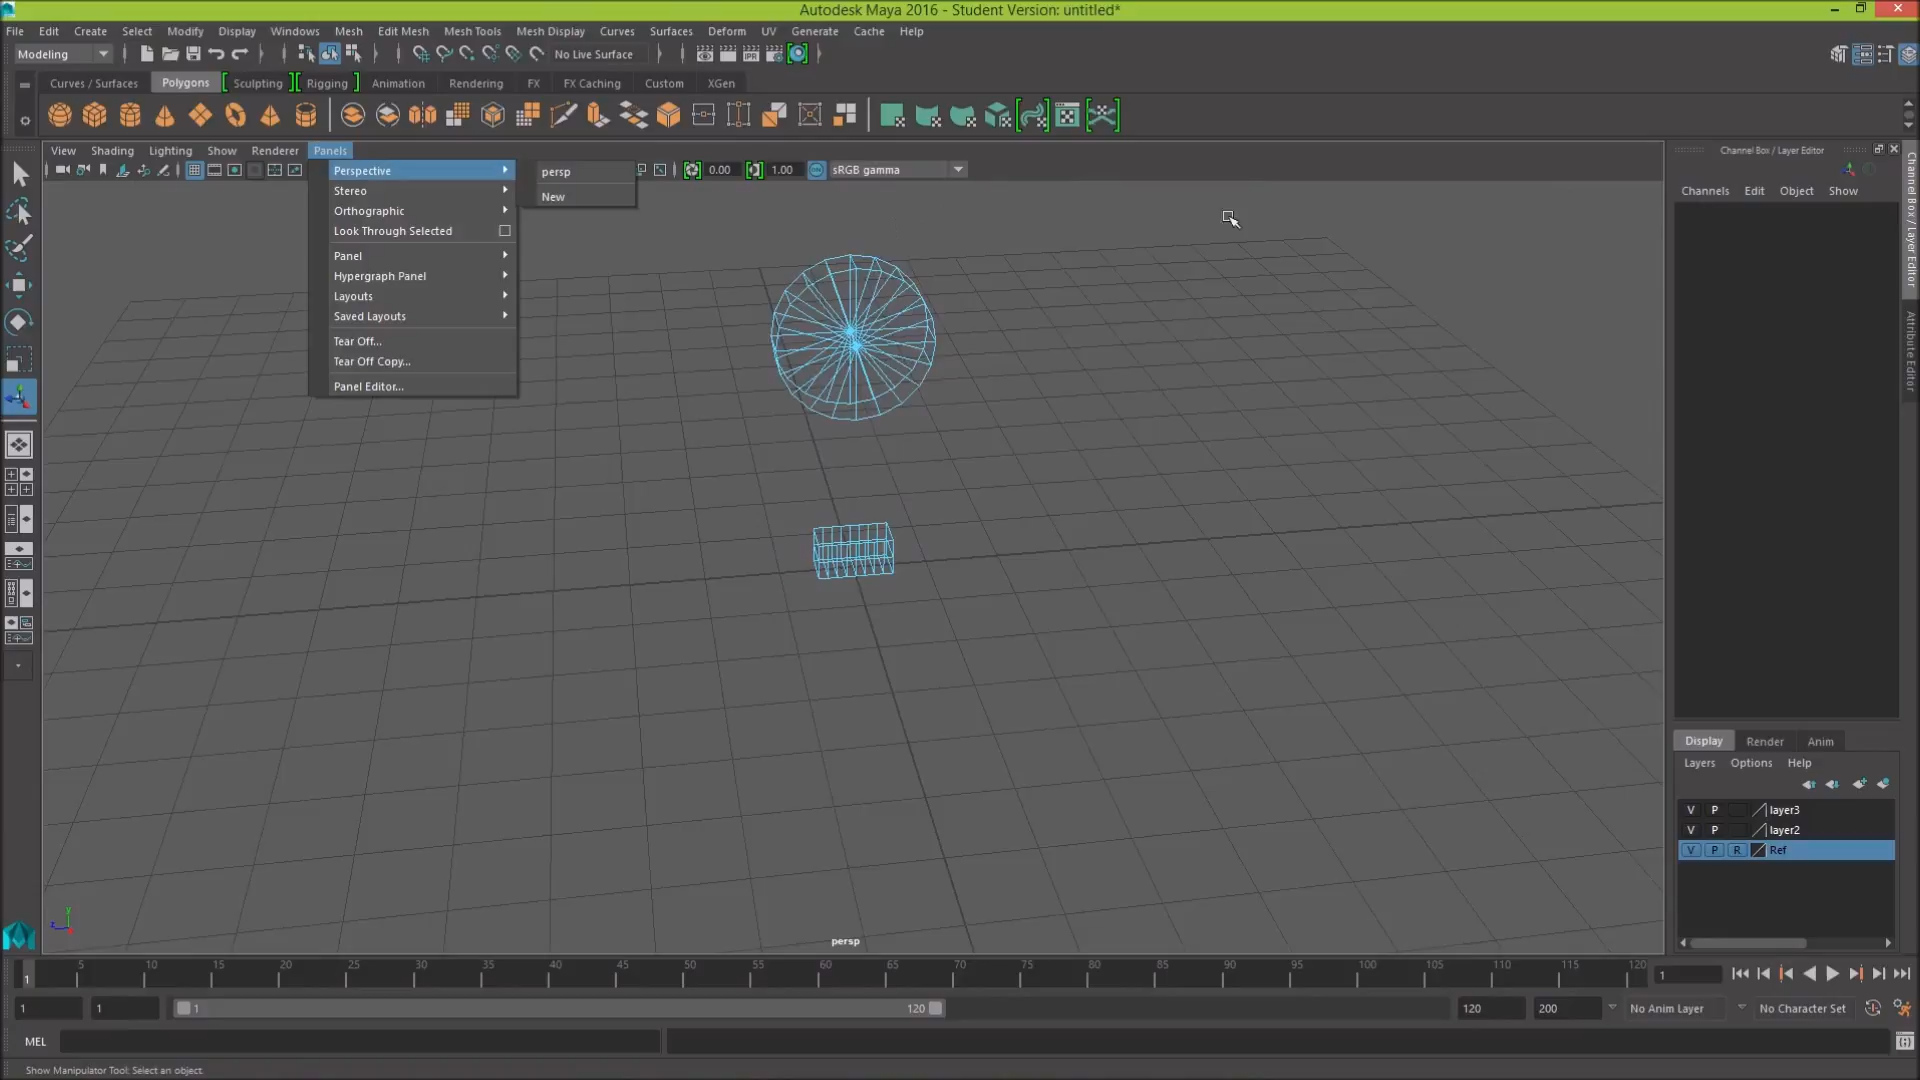 Autodesk Maya 2016 - Student Version: untitled*
File Edit Create Select Modify Display Windows Mesh Edit Mesh Mesh Tools Mesh Display Curves Surfaces Deform UV Generate Cache Help
Modeling No Live Surface
Curves / Surfaces Polygons Sculpting Rigging Animation Rendering FX FX Caching Custom XGen
View Shading Lighting Show Renderer Panels
Channel Box / Layer Editor
0.00 1.00 sRGB gamma
Channels Edit Object Show
Perspective
Stereo
Orthographic
Look Through Selected
Panel
Hypergraph Panel
Layouts
Saved Layouts
Tear Off...
Tear Off Copy...
Panel Editor...
persp
New
Channel Box / Layer Editor
Attribute Editor
Display Render Anim
Layers Options Help
V P layer3
V P layer2
V P R Ref
y
z
persp
1 5 10 15 20 25 30 35 40 45 50 55 60 65 70 75 80 85 90 95 100 105 110 115 120 1
1 1 1 120 120 200 No Anim Layer No Character Set
MEL
Show Manipulator Tool: Select an object.